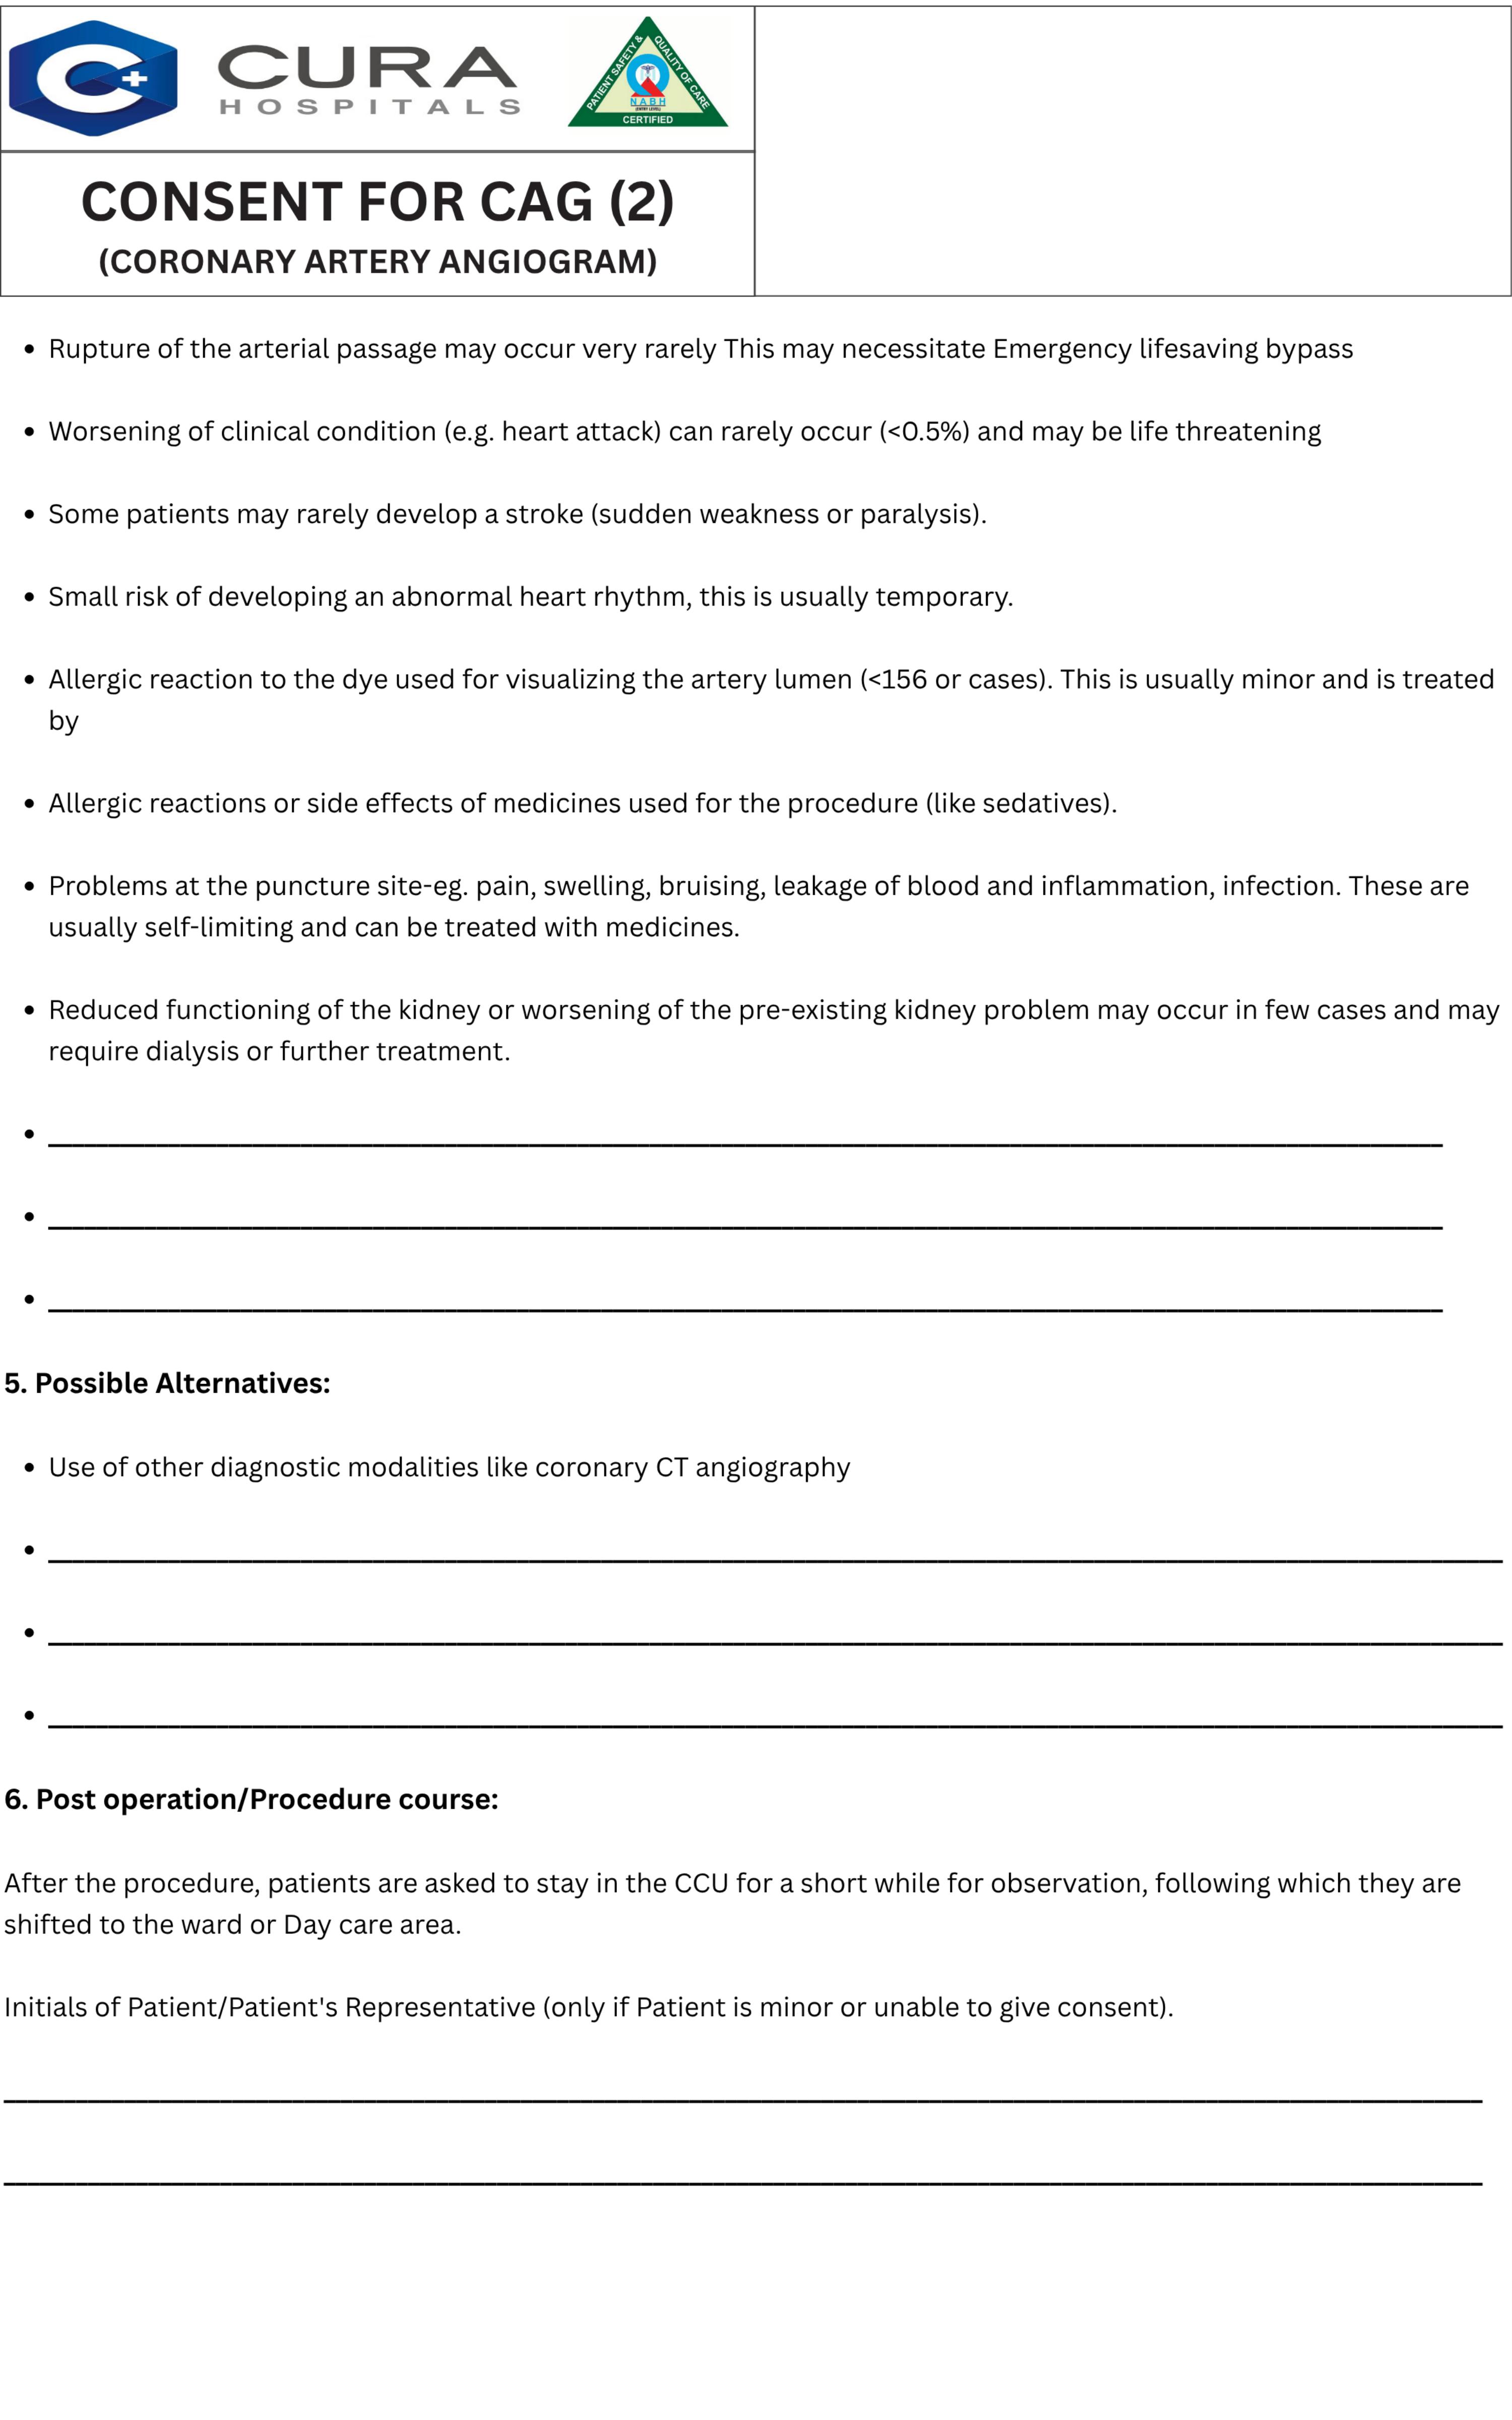 CURA
HOSPITALS
PATIENT SAFETY & QUALITY OF CARE
NABH
(ENTRY LEVEL)
CERTIFIED
CONSENT FOR CAG (2)
(CORONARY ARTERY ANGIOGRAM)
• Rupture of the arterial passage may occur very rarely This may necessitate Emergency lifesaving bypass
• Worsening of clinical condition (e.g. heart attack) can rarely occur (<0.5%) and may be life threatening
• Some patients may rarely develop a stroke (sudden weakness or paralysis).
• Small risk of developing an abnormal heart rhythm, this is usually temporary.
• Allergic reaction to the dye used for visualizing the artery lumen (<156 or cases). This is usually minor and is treated
by
• Allergic reactions or side effects of medicines used for the procedure (like sedatives).
• Problems at the puncture site-eg. pain, swelling, bruising, leakage of blood and inflammation, infection. These are
usually self-limiting and can be treated with medicines.
• Reduced functioning of the kidney or worsening of the pre-existing kidney problem may occur in few cases and may
require dialysis or further treatment.
5. Possible Alternatives:
• Use of other diagnostic modalities like coronary CT angiography
6. Post operation/Procedure course:
After the procedure, patients are asked to stay in the CCU for a short while for observation, following which they are
shifted to the ward or Day care area.
Initials of Patient/Patient's Representative (only if Patient is minor or unable to give consent).